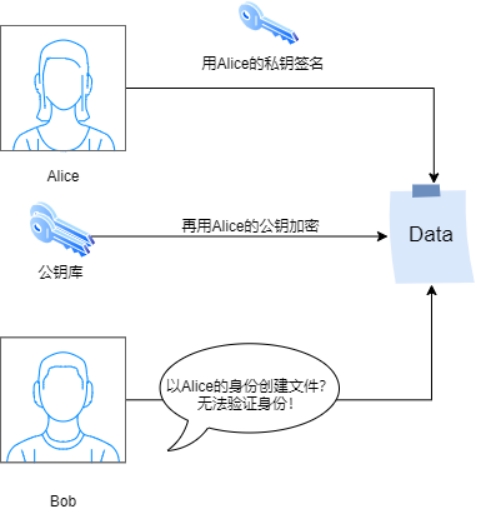 用Alice的私钥签名
Alice
再用Alice的公钥加密
Data
公钥库
以Alice的身份创建文件?
无法验证身份!
Bob